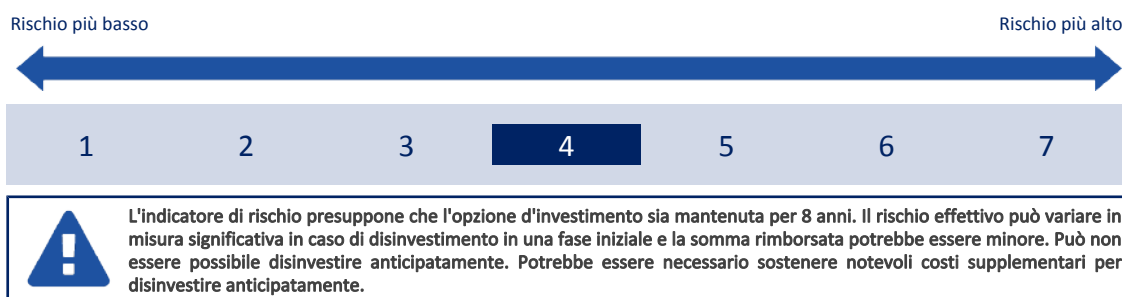 Rischio più basso
Rischio più alto
1 2 3 4 5 6 7
L'indicatore di rischio presuppone che l'opzione d'investimento sia mantenuta per 8 anni. Il rischio effettivo può variare in
misura significativa in caso di disinvestimento in una fase iniziale e la somma rimborsata potrebbe essere minore. Può non
essere possibile disinvestire anticipatamente. Potrebbe essere necessario sostenere notevoli costi supplementari per
disinvestire anticipatamente.